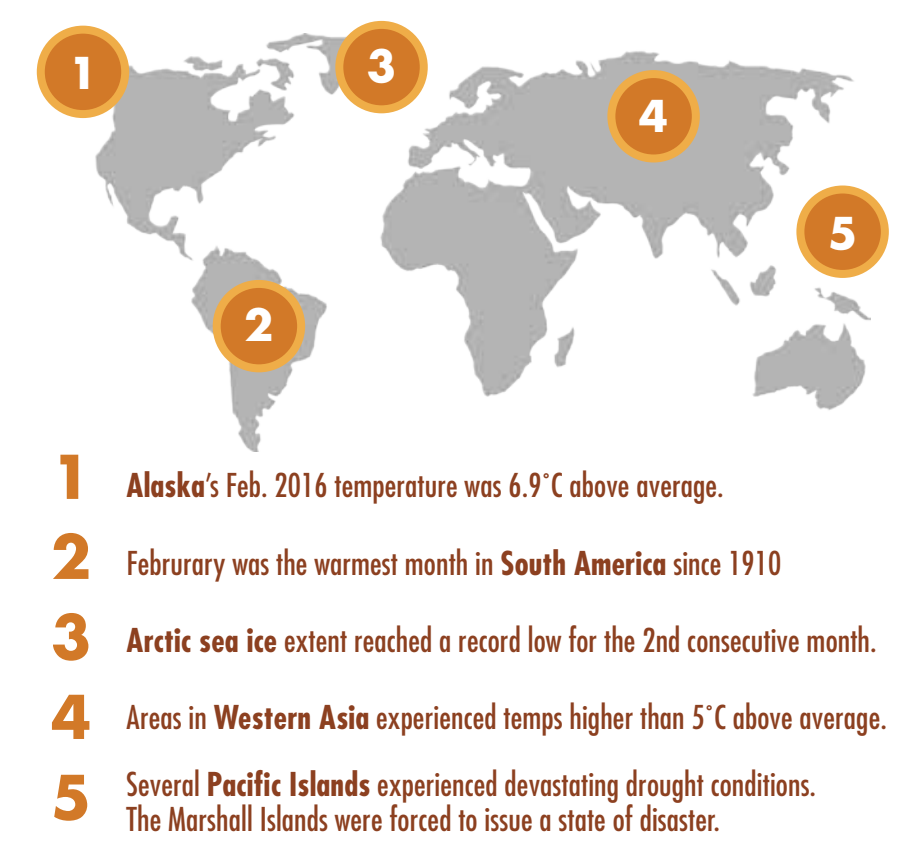 1
3
4
5
2
1 Alaska's Feb. 2016 temperature was 6.9˚C above average.
2 Februrary was the warmest month in South America since 1910
3 Arctic sea ice extent reached a record low for the 2nd consecutive month.
4 Areas in Western Asia experienced temps higher than 5˚C above average.
5 Several Pacific Islands experienced devastating drought conditions.
The Marshall Islands were forced to issue a state of disaster.